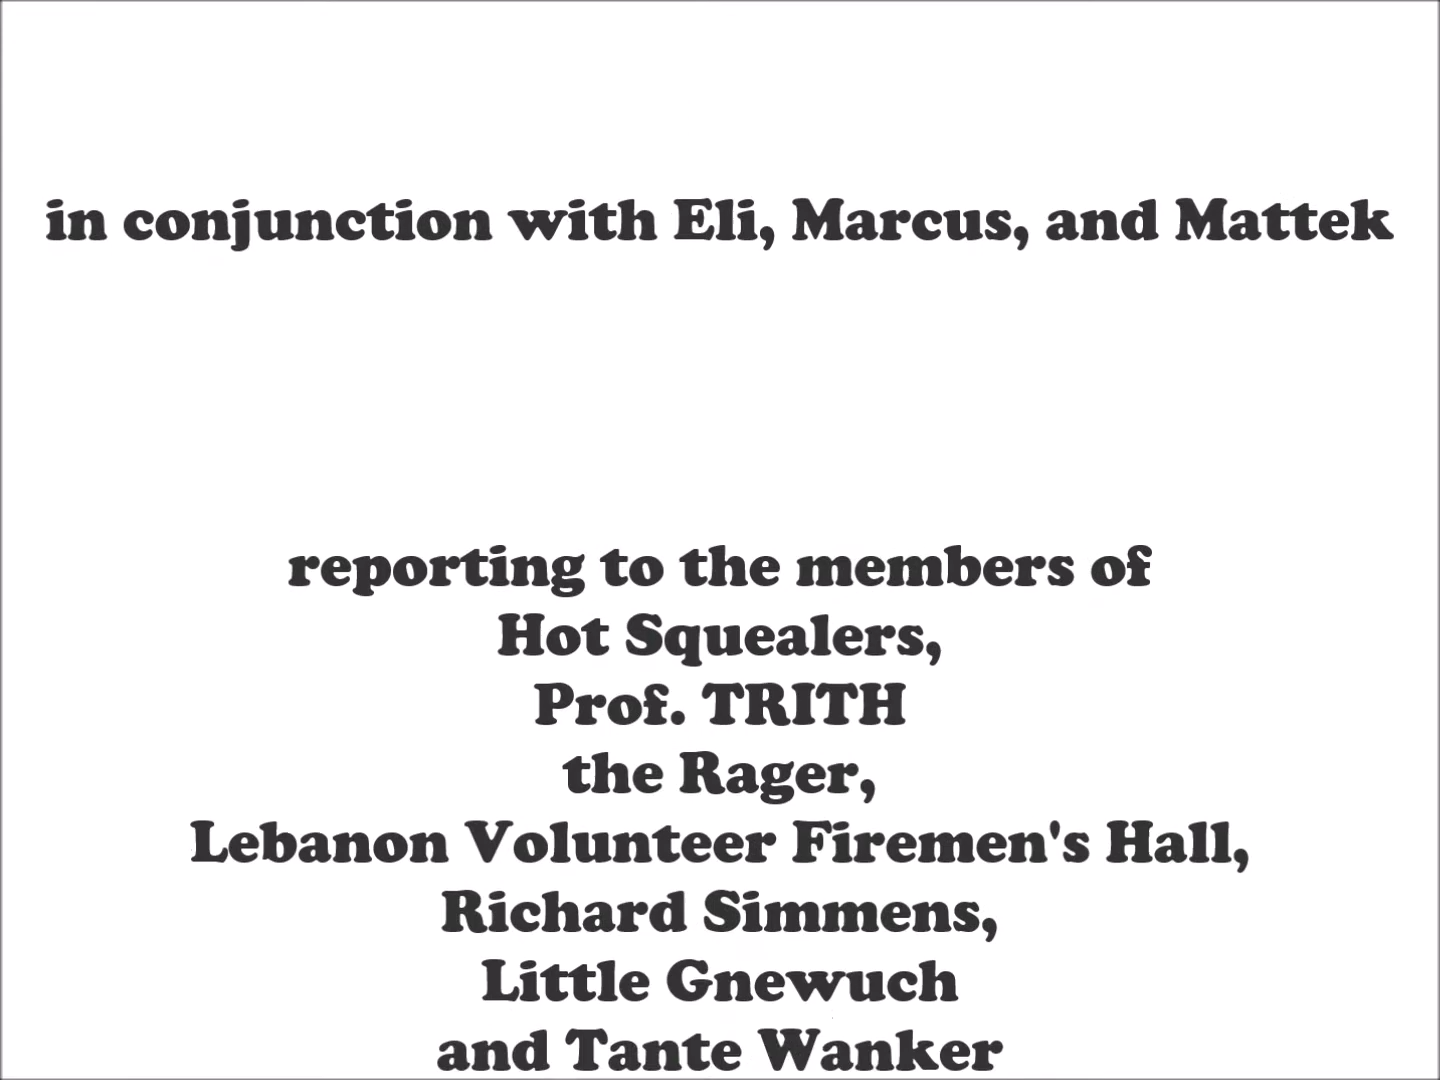 in conjunction with Eli, Marcus, and Mattek
reporting to the members of
Hot Squealers,
Prof. TRITH
the Rager,
Lebanon Volunteer Firemen's Hall,
Richard Simmens,
Little Gnewuch
and Tante Wanker